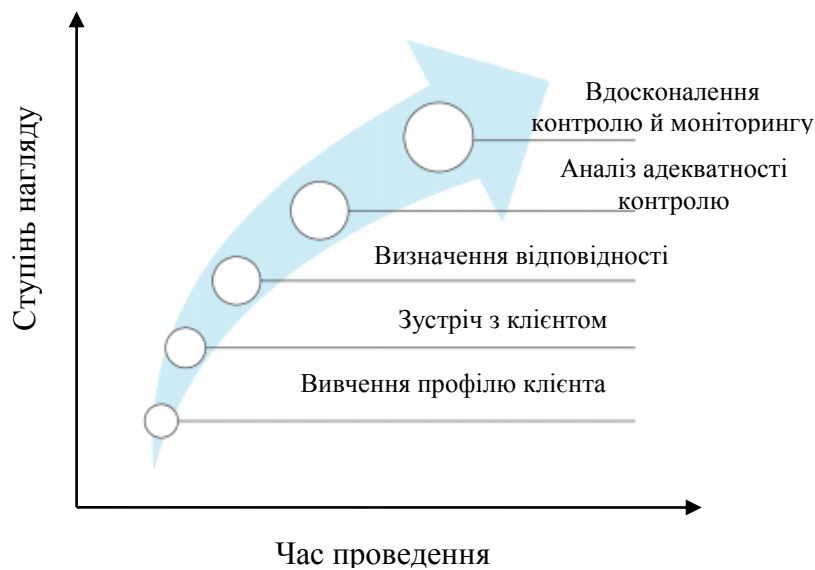 Ступінь нагляду
Вдосконалення
контролю й моніторингу
Аналіз адекватності
контролю
Визначення відповідності
Зустріч з клієнтом
Вивчення профілю клієнта
Час проведення